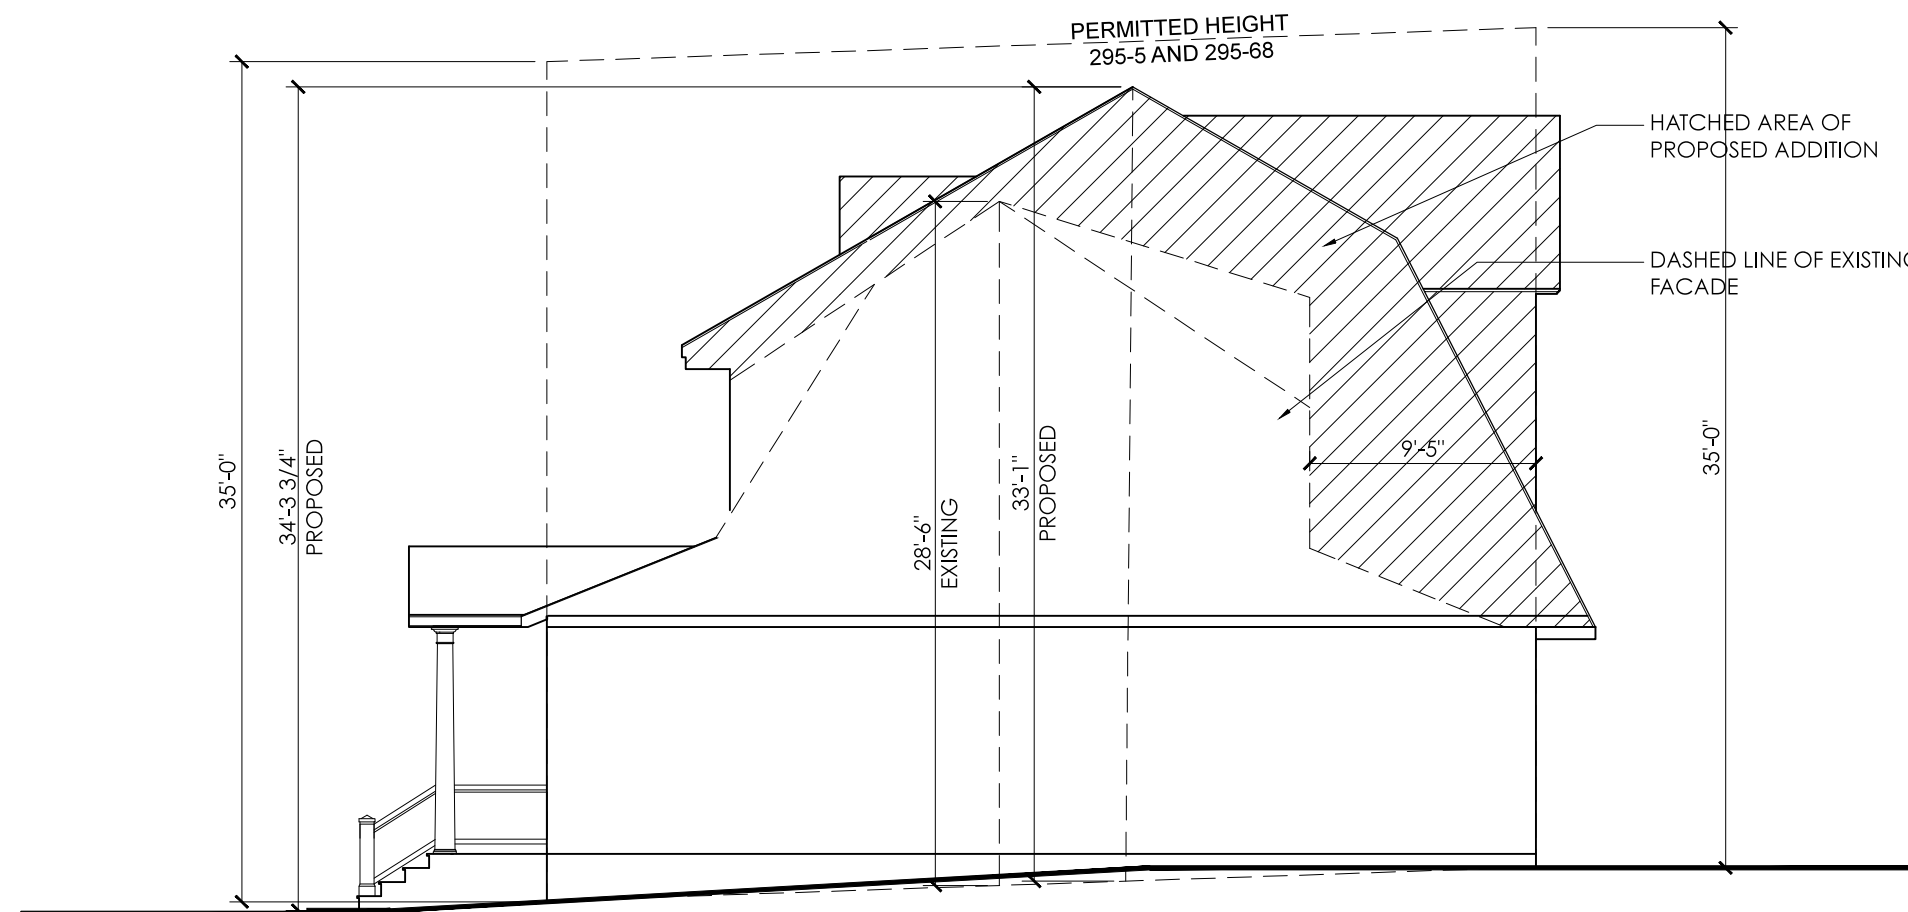 PERMITTED HEIGHT
295-5 AND 295-68
HATCHED AREA OF
PROPOSED ADDITION
DASHED LINE OF EXISTING
FACADE
35'-0"
34'-3 3/4"
PROPOSED
28'-6"
EXISTING
33'-1"
PROPOSED
9'-5"
35'-0"